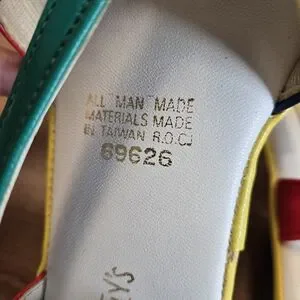 ALL MAN MADE
MATERIALS MADE
IN TAIWAN R.O.C]
69626